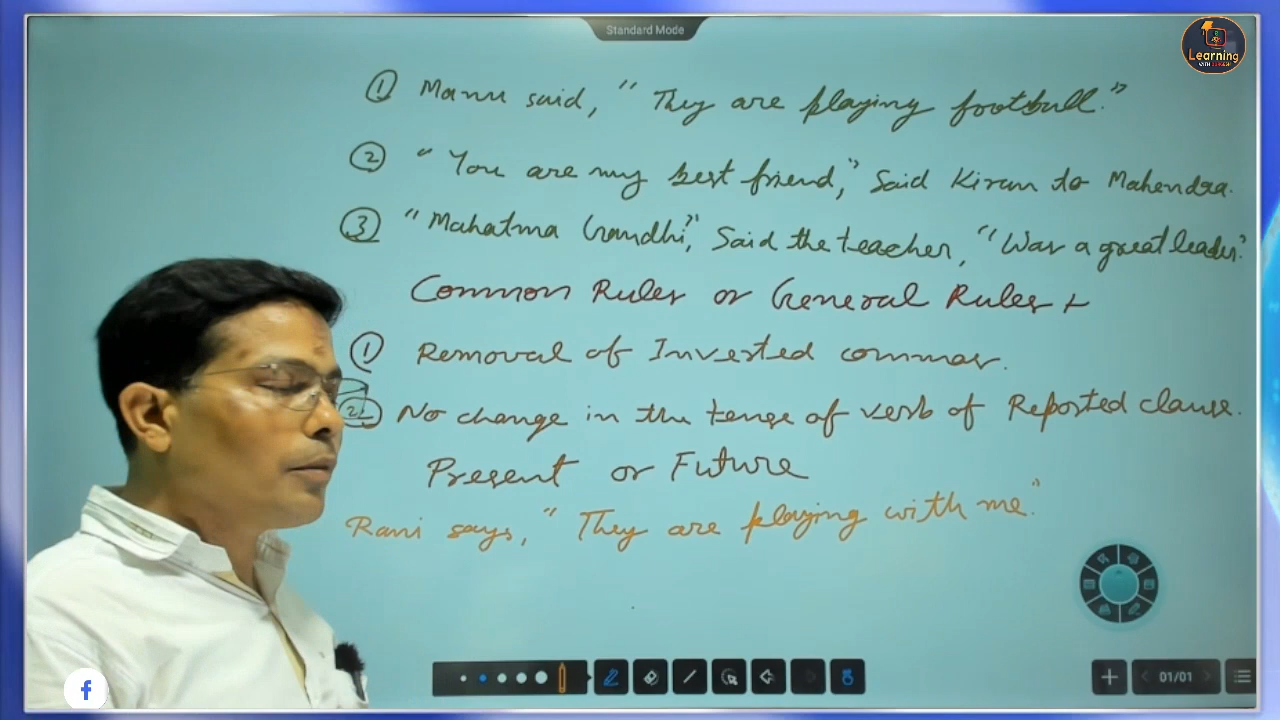 Standard Mode
Learning
① Manu said, "They are playing football."
② "You are my best friend," Said Kiran to Mahendra.
③ "Mahatma Gandhi", Said the teacher, "Was a great leader."
Common Rules or General Rules
① Removal of Inverted commas.
② No change in the tense of verb of Reported clause.
Present or Future
Rani says, "They are playing with me."
01/01